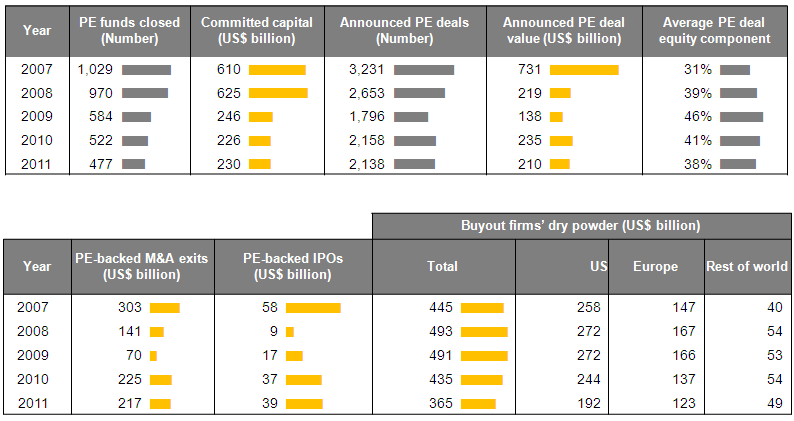 Year PE funds closed (Number) Committed capital (US$ billion) Announced PE deals (Number) Announced PE deal value (US$ billion) Average PE deal equity component
2007 1,029 610 3,231 731 31%
2008 970 625 2,653 219 39%
2009 584 246 1,796 138 46%
2010 522 226 2,158 235 41%
2011 477 230 2,138 210 38%
Buyout firms' dry powder (US$ billion)
Year PE-backed M&A exits (US$ billion) PE-backed IPOs (US$ billion) Total US Europe Rest of world
2007 303 58 445 258 147 40
2008 141 9 493 272 167 54
2009 70 17 491 272 166 53
2010 225 37 435 244 137 54
2011 217 39 365 192 123 49